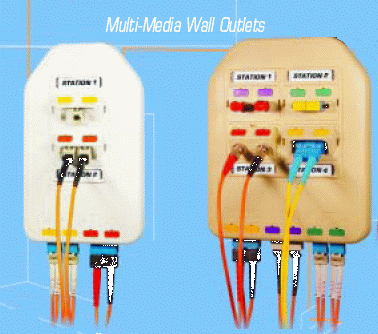 Multi-Media Wall Outlets
STATION 1
STATION 2
STATION 1
STATION 2
STATION 3
STATION 4